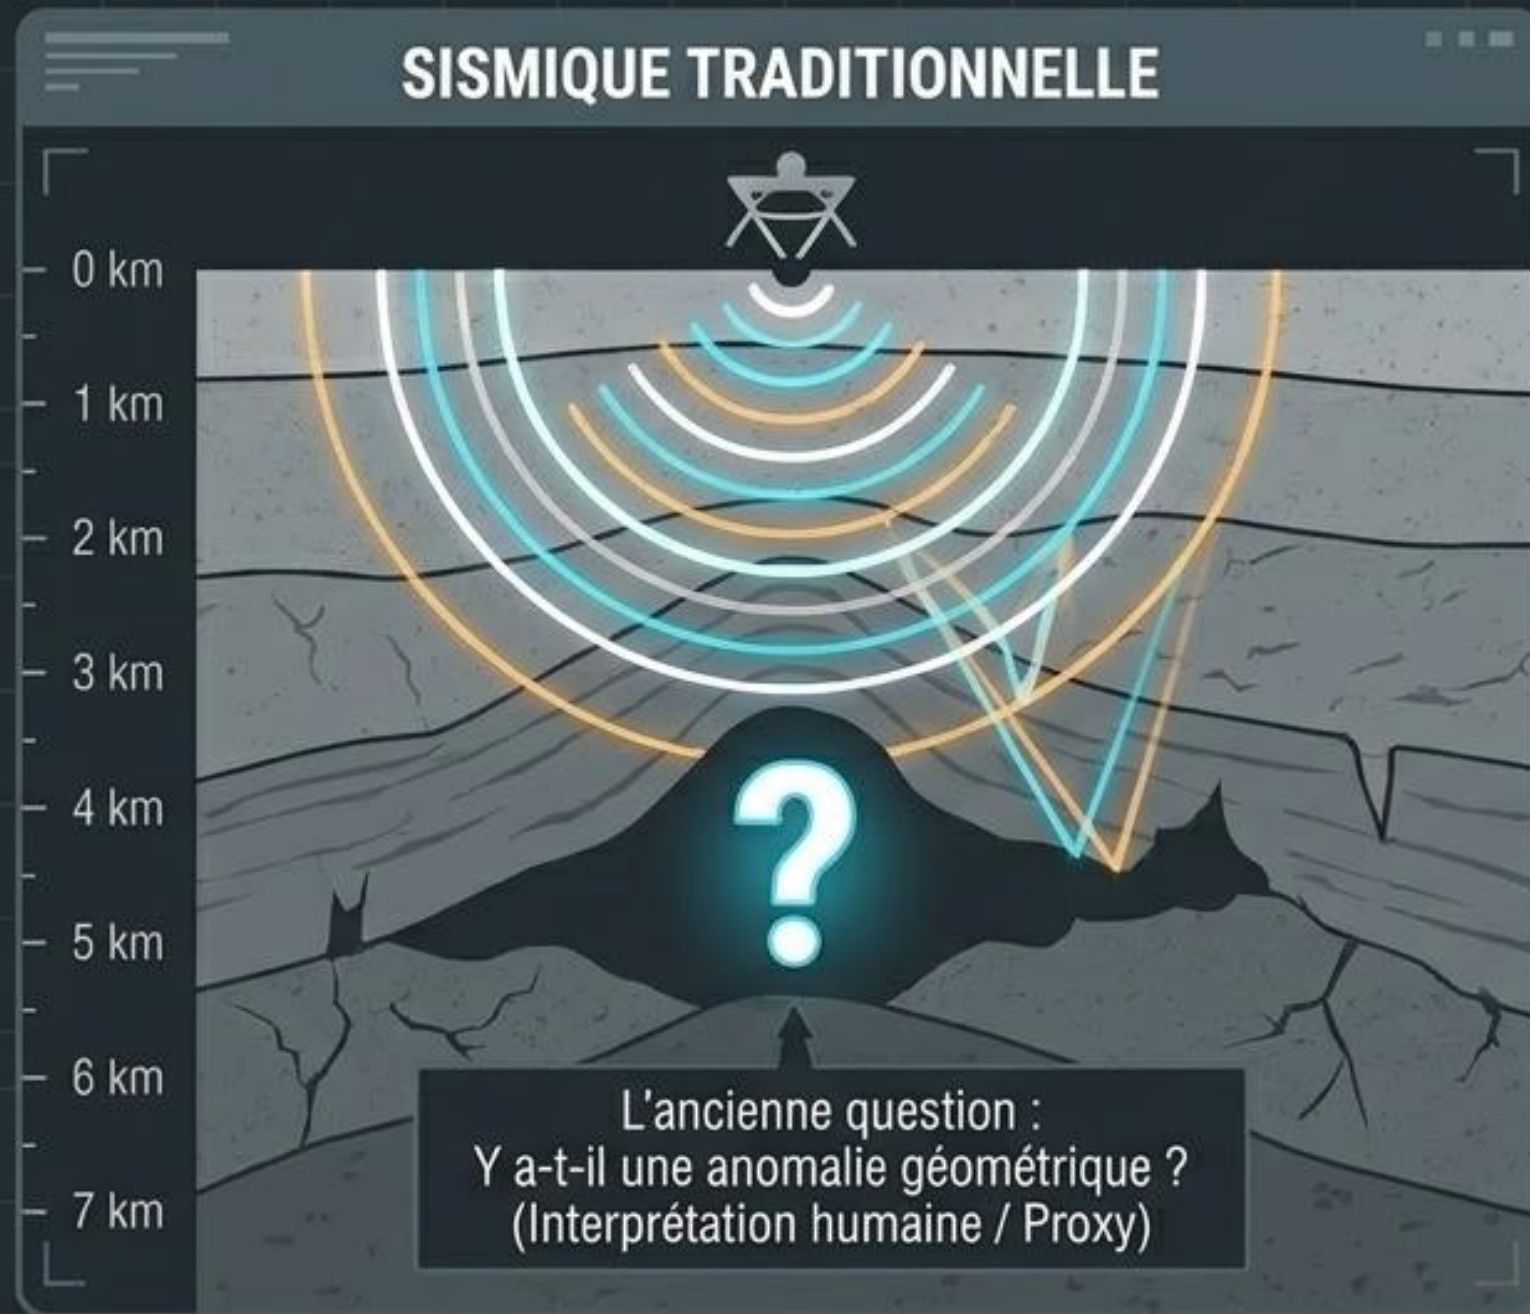 SISMIQUE TRADITIONNELLE
0 km
1 km
2 km
3 km
4 km
5 km
6 km
7 km
?
L'ancienne question :
Y a-t-il une anomalie géométrique ?
(Interprétation humaine / Proxy)